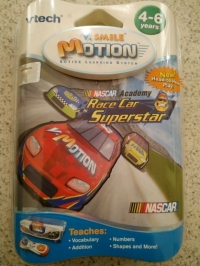 vtech
4-6
years
V.SMILE
MOTION
ACTIVE LEARNING SYSTEM
New
Play
NASCAR Academy
Race Car
Superstar
V.
MOTION
NASCAR
Teaches:
• Vocabulary
• Numbers
• Addition
• Shapes and More!